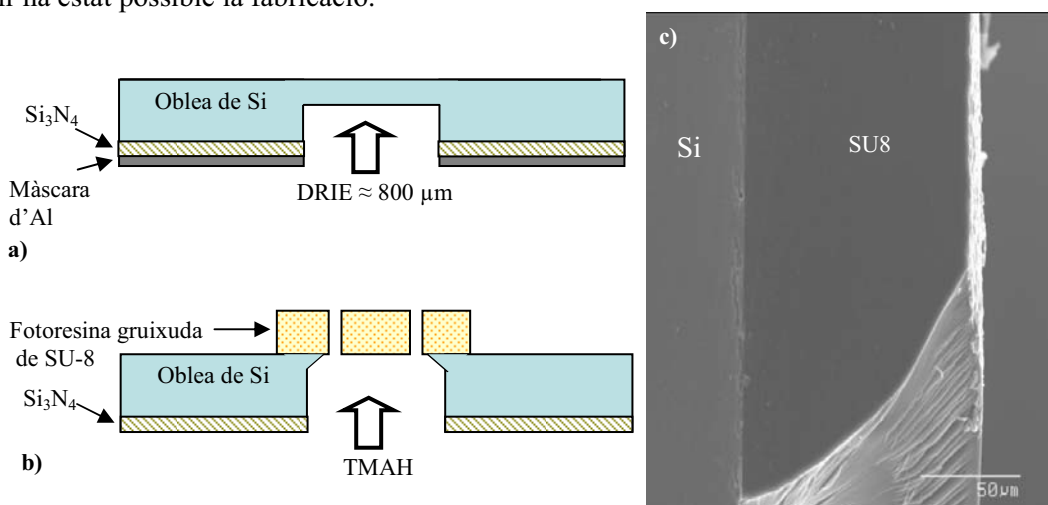 ha estat possible la fabricació.
Oblea de Si
Si₃N₄
Màscara
d'Al
DRIE ≈ 800 µm
a)
Fotoresina gruixuda
de SU-8
Oblea de Si
Si₃N₄
TMAH
b)
c)
Si
SU8
50µm